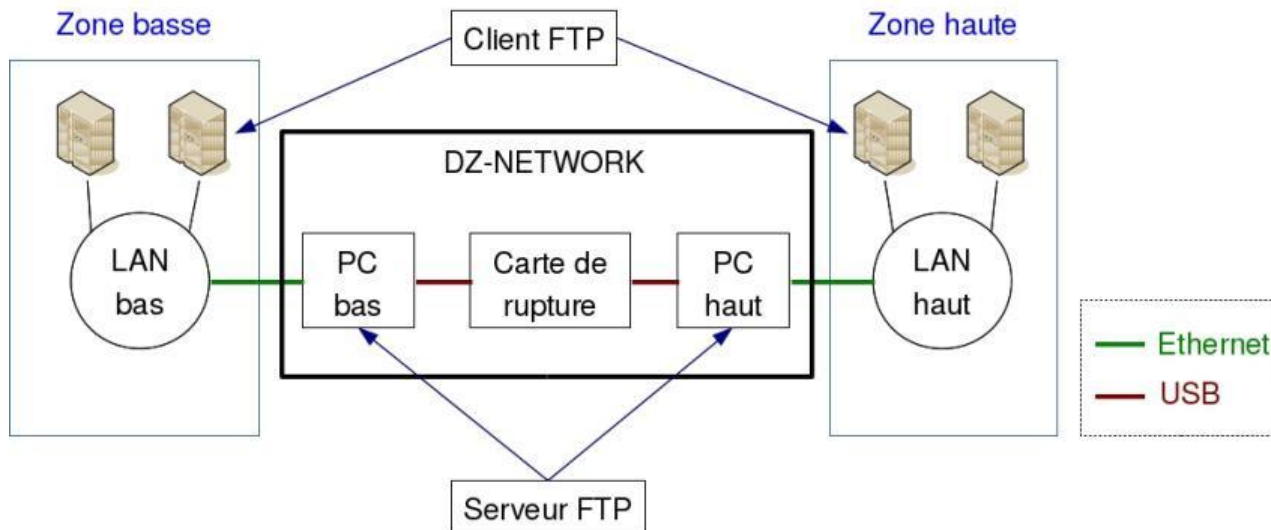 Zone basse
Client FTP
Zone haute
DZ-NETWORK
LAN
bas
PC
bas
Carte de
rupture
PC
haut
LAN
haut
Ethernet
USB
Serveur FTP